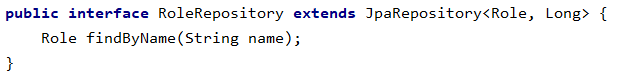 public interface RoleRepository extends JpaRepository<Role, Long> {
    Role findByName(String name);
}